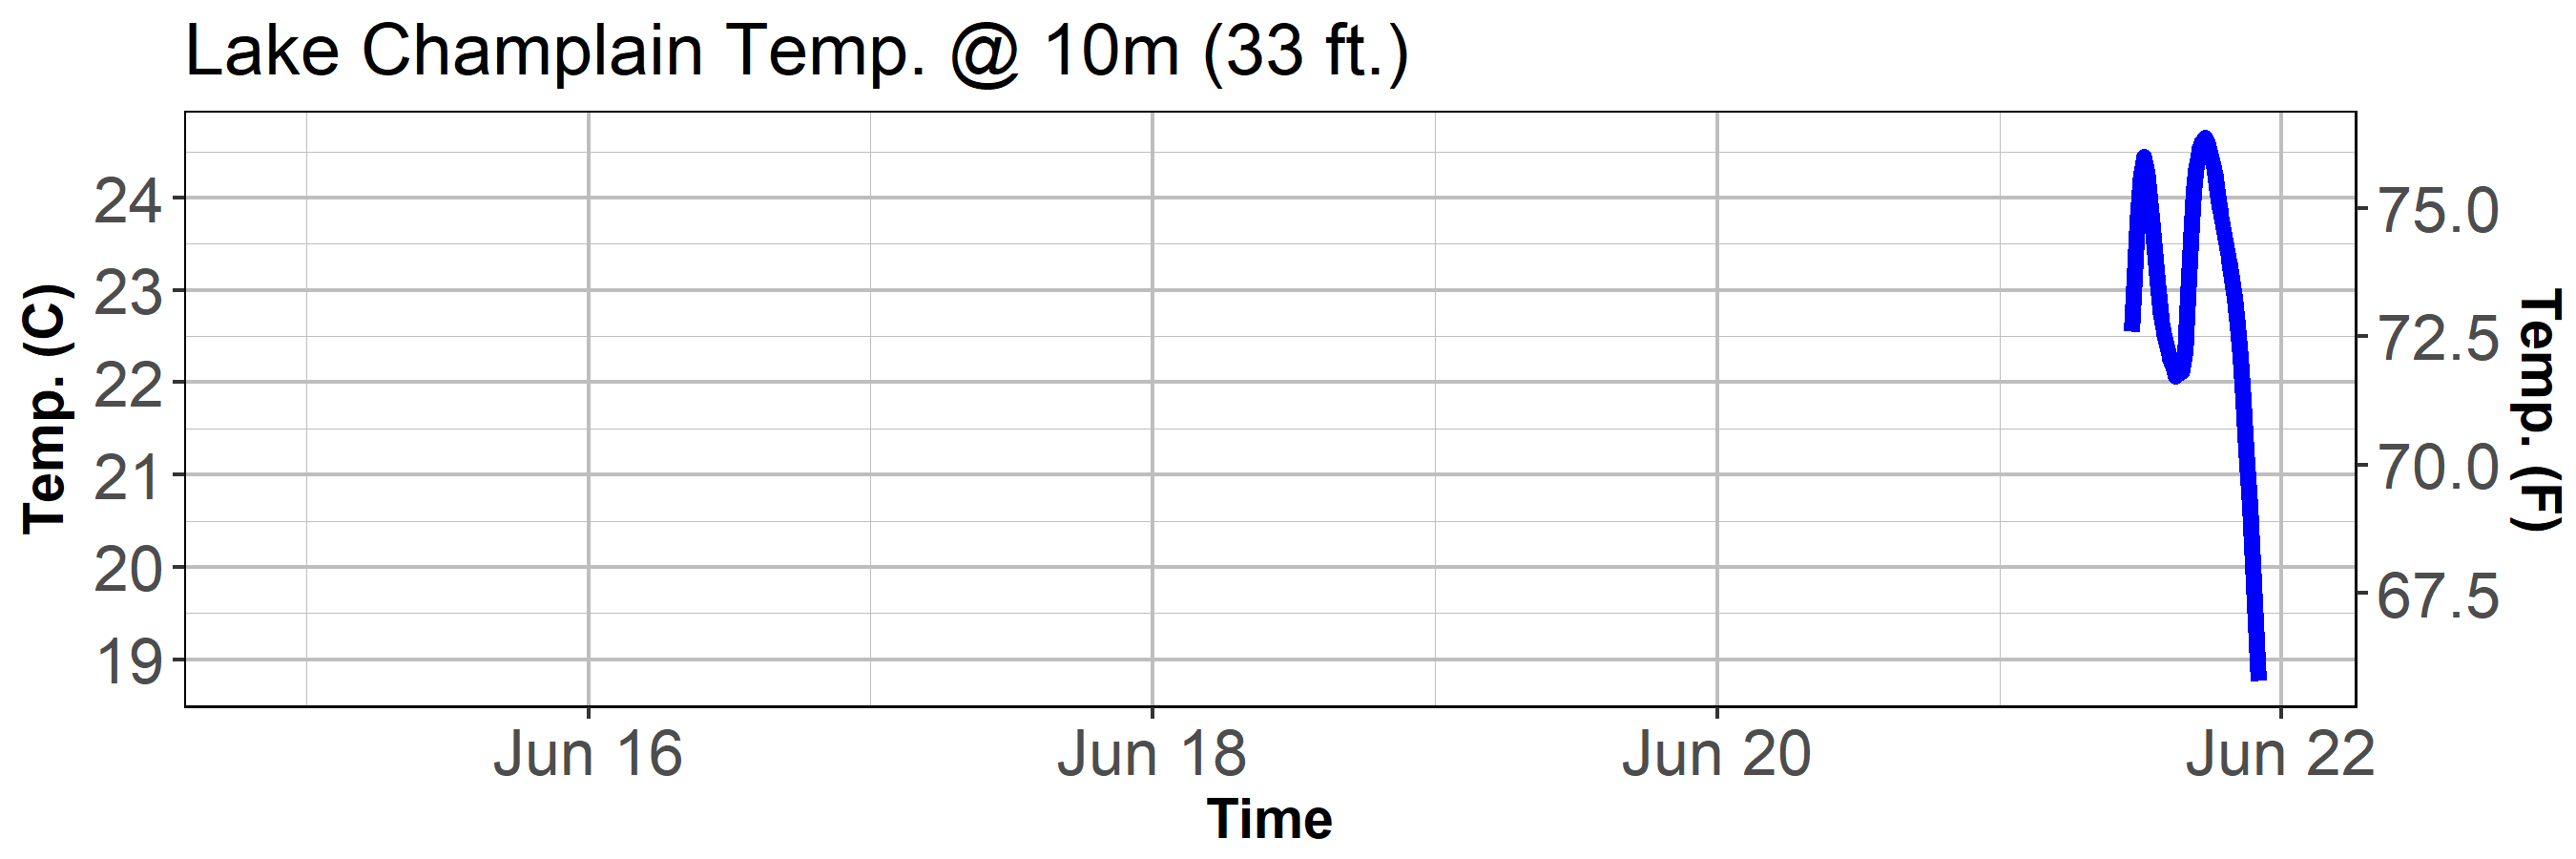 Lake Champlain Temp. @ 10m (33 ft.)
Temp. (C)
24
23
22
21
20
19
75.0
72.5
70.0
67.5
Temp. (F)
Jun 16 Jun 18 Jun 20 Jun 22
Time